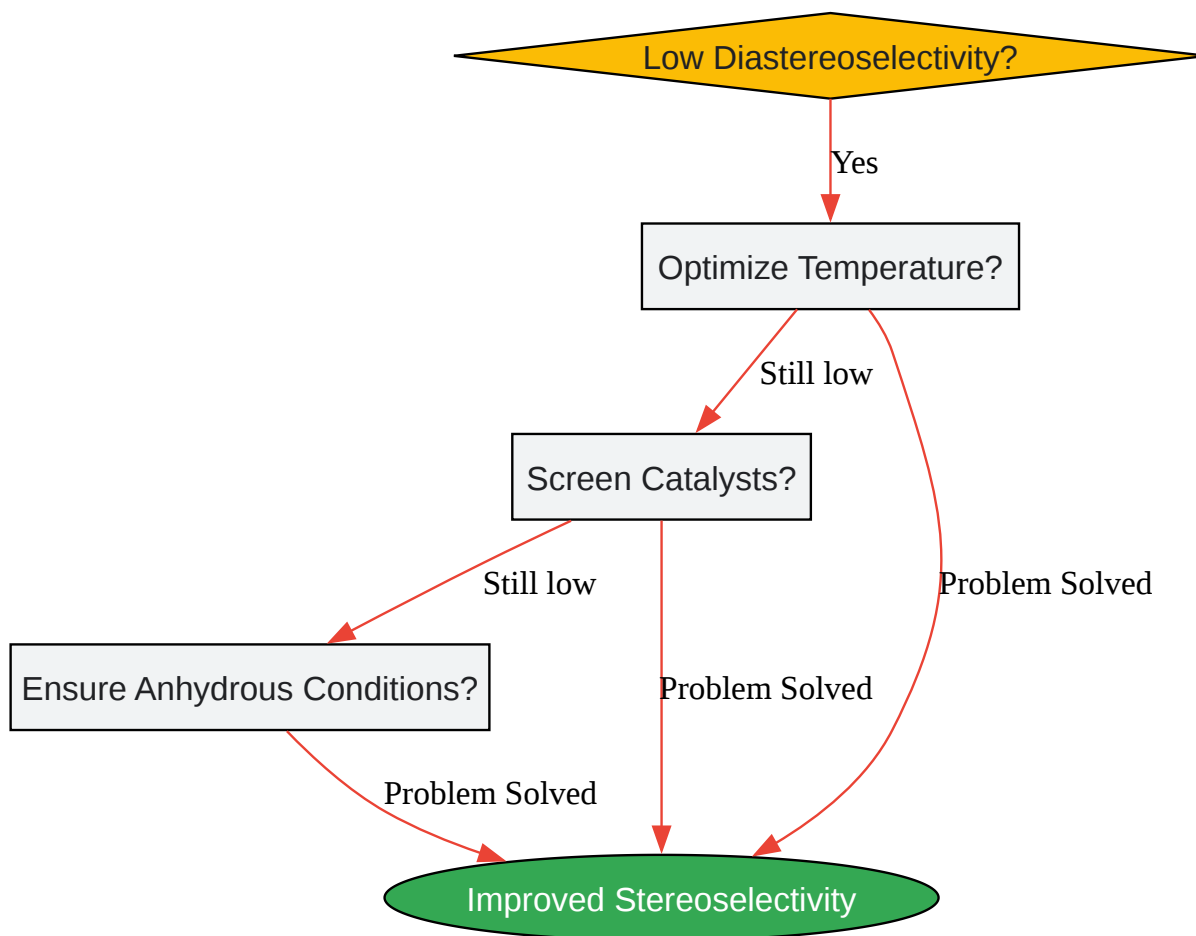 Low Diastereoselectivity?
Yes
Optimize Temperature?
Still low
Screen Catalysts?
Still low
Problem Solved
Ensure Anhydrous Conditions?
Problem Solved
Problem Solved
Improved Stereoselectivity